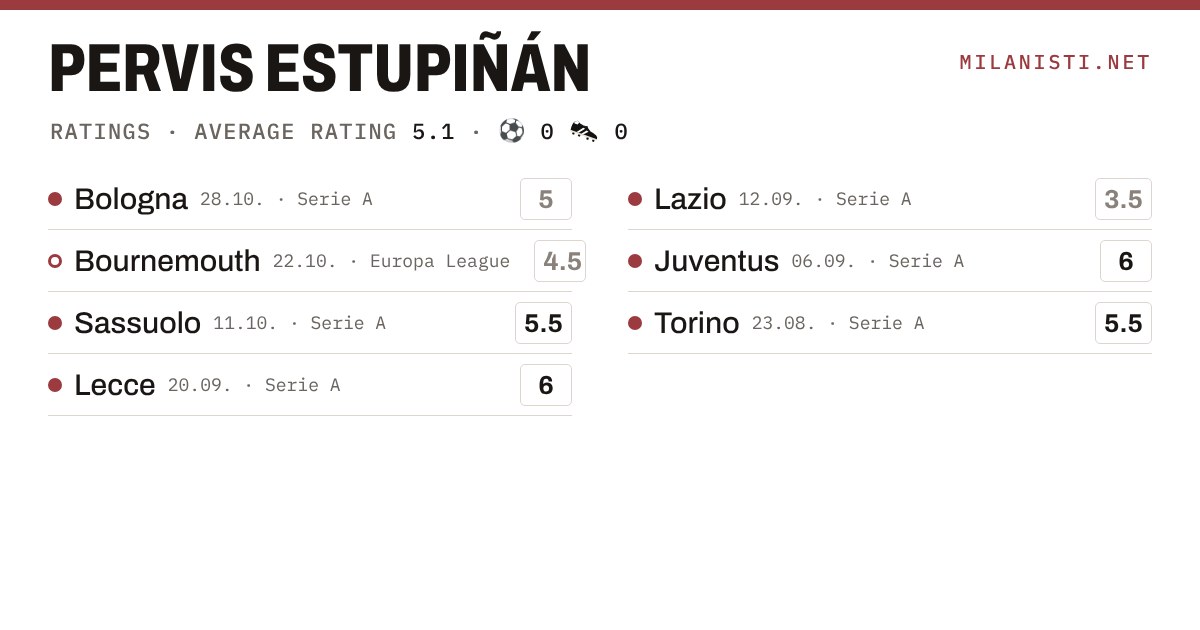 PERVIS ESTUPIÑÁN
MILANISTI.NET
RATINGS · AVERAGE RATING 5.1 · ⚽ 0 👟 0
Bologna 28.10. · Serie A 5
Bournemouth 22.10. · Europa League 4.5
Sassuolo 11.10. · Serie A 5.5
Lecce 20.09. · Serie A 6
Lazio 12.09. · Serie A 3.5
Juventus 06.09. · Serie A 6
Torino 23.08. · Serie A 5.5